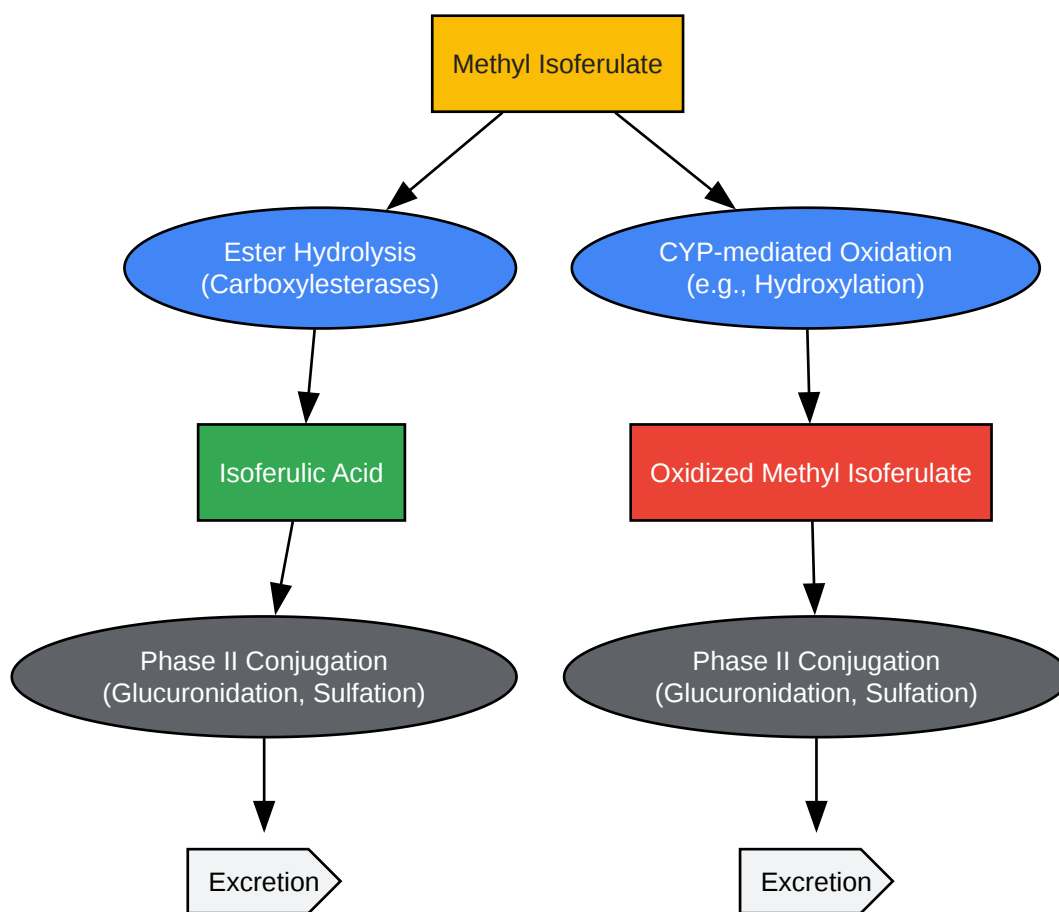 Methyl Isoferulate
Ester Hydrolysis
(Carboxylesterases)
CYP-mediated Oxidation
(e.g., Hydroxylation)
Isoferulic Acid
Oxidized Methyl Isoferulate
Phase II Conjugation
(Glucuronidation, Sulfation)
Phase II Conjugation
(Glucuronidation, Sulfation)
Excretion
Excretion